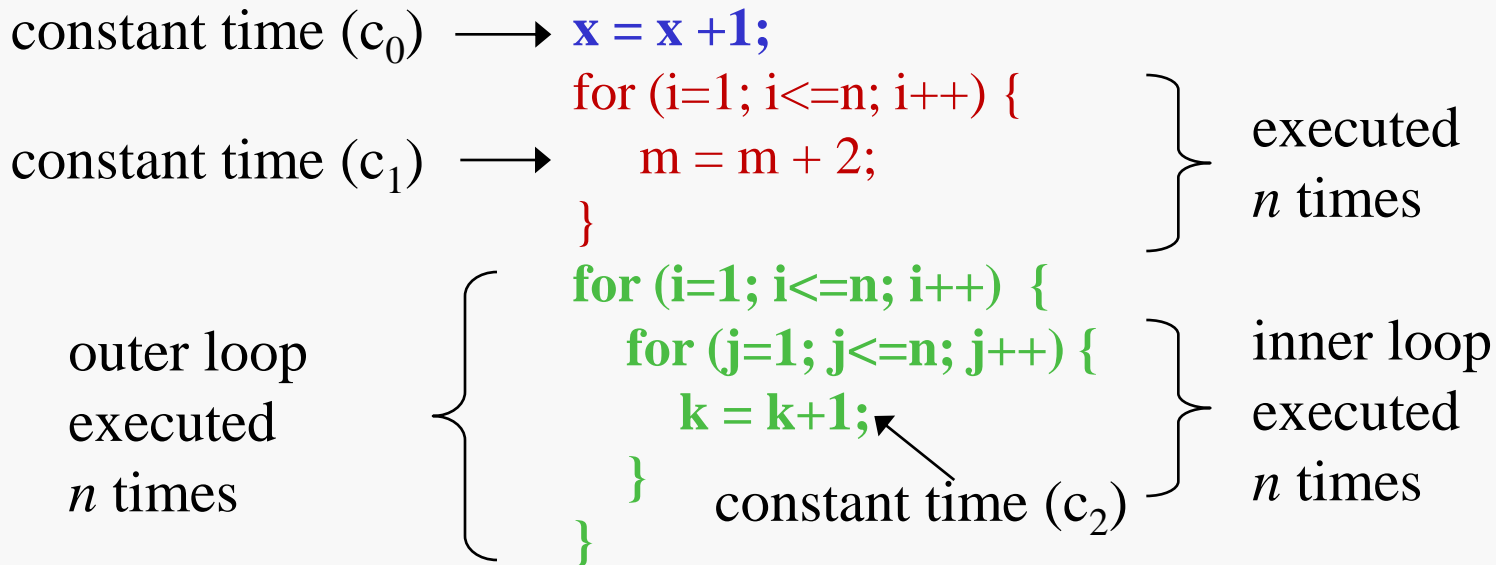 constant time (c₀) x = x +1;
for (i=1; i<=n; i++) {
constant time (c₁) m = m + 2;
}
executed
n times
for (i=1; i<=n; i++) {
for (j=1; j<=n; j++) {
k = k+1;
}
}
outer loop
executed
n times
inner loop
executed
n times
constant time (c₂)